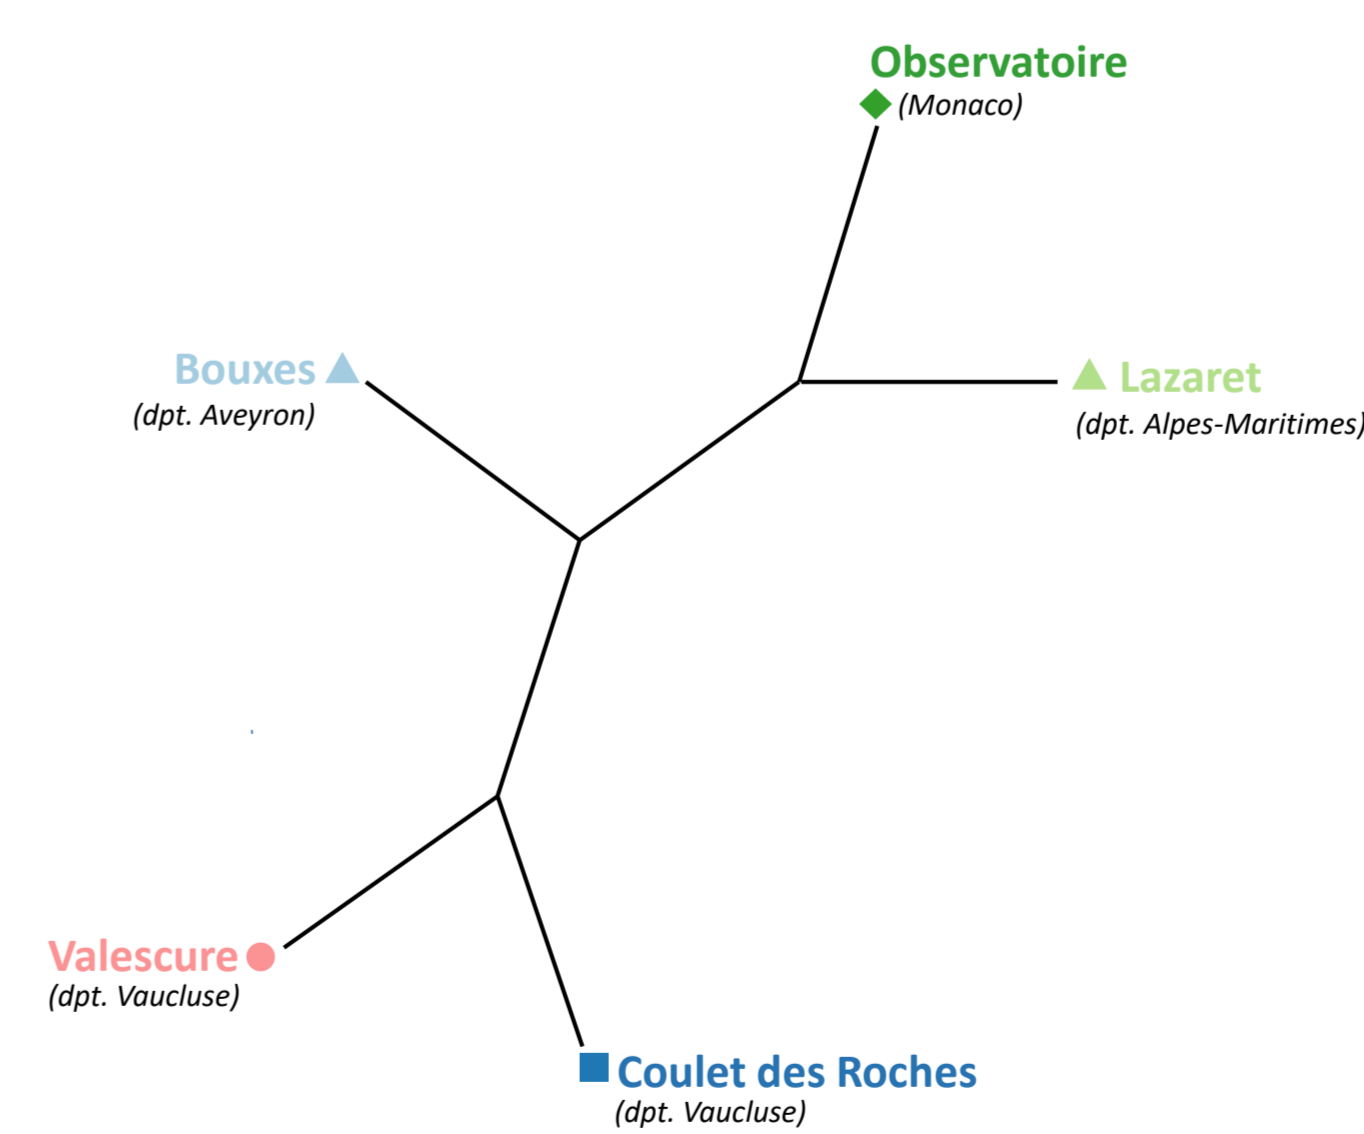 Observatoire
(Monaco)
Bouxes
(dpt. Aveyron)
Lazaret
(dpt. Alpes-Maritimes)
Valescure
(dpt. Vaucluse)
Coulet des Roches
(dpt. Vaucluse)